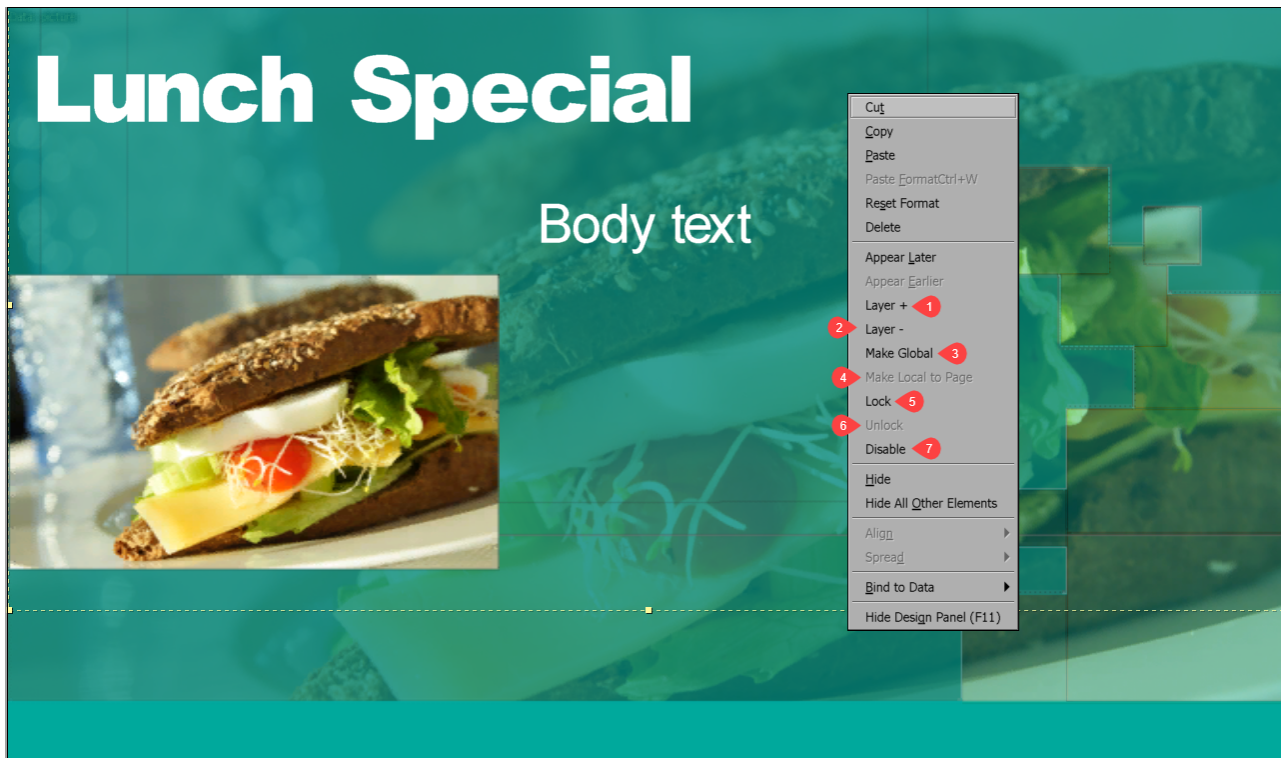 Data picture
Lunch Special
Body text
Cut
Copy
Paste
Paste FormatCtrl+W
Reset Format
Delete
Appear Later
Appear Earlier
Layer + 1
2 Layer -
Make Global 3
4 Make Local to Page
Lock 5
6 Unlock
Disable 7
Hide
Hide All Other Elements
Align
Spread
Bind to Data
Hide Design Panel (F11)